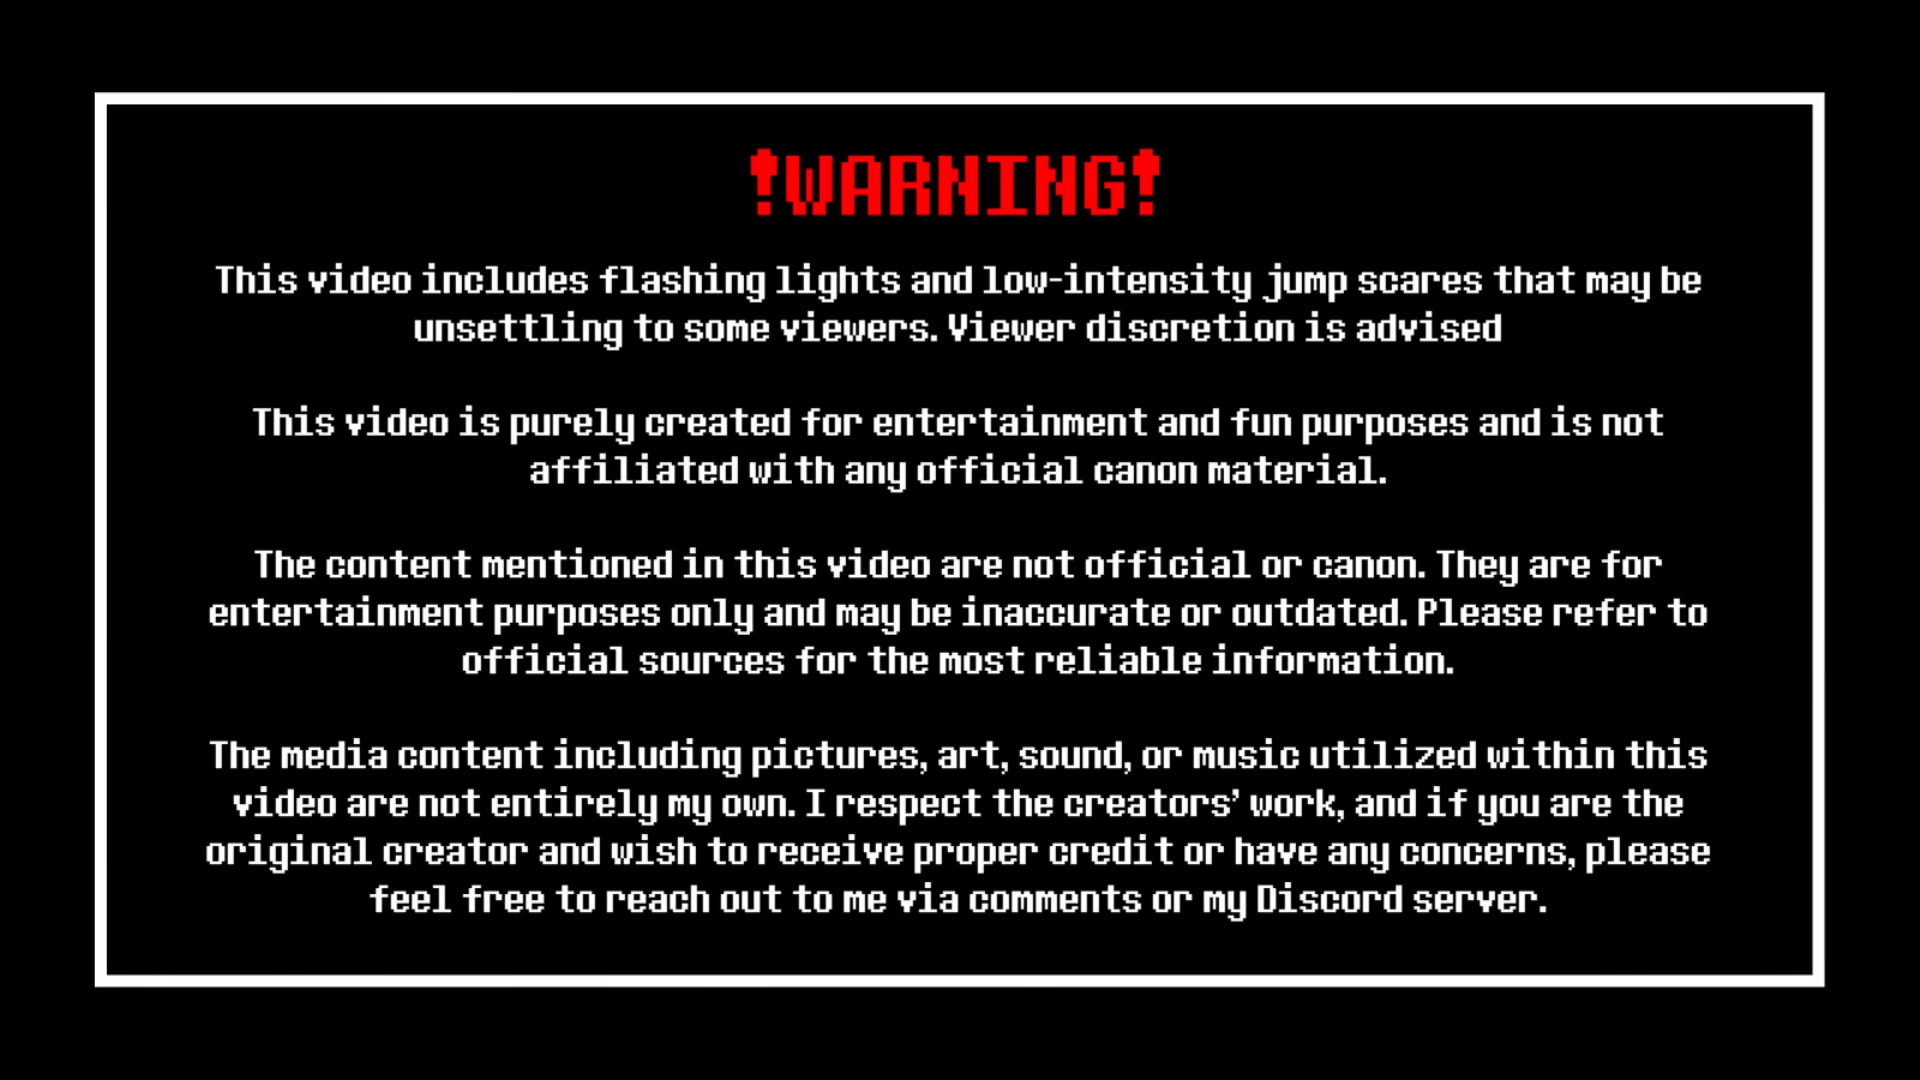 !WARNING!
This video includes flashing lights and low-intensity jump scares that may be
unsettling to some viewers. Viewer discretion is advised
This video is purely created for entertainment and fun purposes and is not
affiliated with any official canon material.
The content mentioned in this video are not official or canon. They are for
entertainment purposes only and may be inaccurate or outdated. Please refer to
official sources for the most reliable information.
The media content including pictures, art, sound, or music utilized within this
video are not entirely my own. I respect the creators’ work, and if you are the
original creator and wish to receive proper credit or have any concerns, please
feel free to reach out to me via comments or my Discord server.